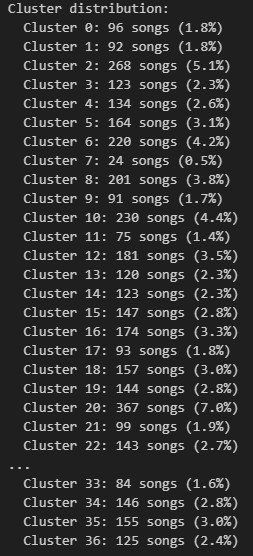 Cluster distribution:
  Cluster 0: 96 songs (1.8%)
  Cluster 1: 92 songs (1.8%)
  Cluster 2: 268 songs (5.1%)
  Cluster 3: 123 songs (2.3%)
  Cluster 4: 134 songs (2.6%)
  Cluster 5: 164 songs (3.1%)
  Cluster 6: 220 songs (4.2%)
  Cluster 7: 24 songs (0.5%)
  Cluster 8: 201 songs (3.8%)
  Cluster 9: 91 songs (1.7%)
  Cluster 10: 230 songs (4.4%)
  Cluster 11: 75 songs (1.4%)
  Cluster 12: 181 songs (3.5%)
  Cluster 13: 120 songs (2.3%)
  Cluster 14: 123 songs (2.3%)
  Cluster 15: 147 songs (2.8%)
  Cluster 16: 174 songs (3.3%)
  Cluster 17: 93 songs (1.8%)
  Cluster 18: 157 songs (3.0%)
  Cluster 19: 144 songs (2.8%)
  Cluster 20: 367 songs (7.0%)
  Cluster 21: 99 songs (1.9%)
  Cluster 22: 143 songs (2.7%)
...
  Cluster 33: 84 songs (1.6%)
  Cluster 34: 146 songs (2.8%)
  Cluster 35: 155 songs (3.0%)
  Cluster 36: 125 songs (2.4%)